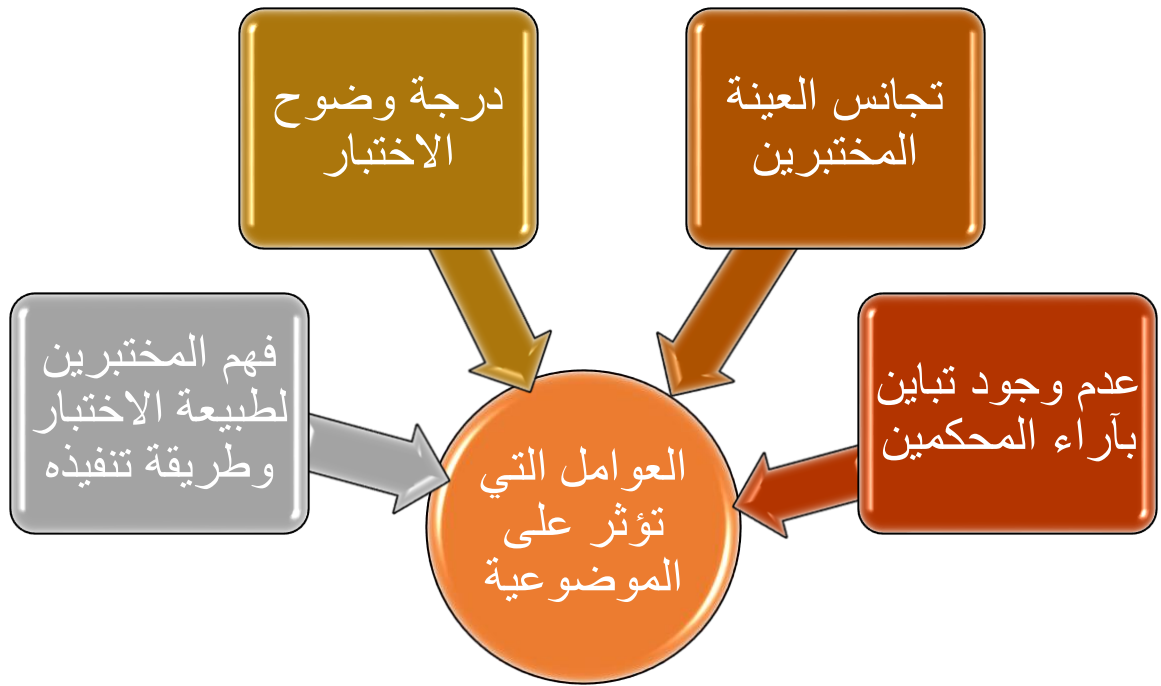 تجانس العينة
المختبرين
درجة وضوح
الاختبار
عدم وجود تباين
بآراء المحكمين
فهم المختبرين
لطبيعة الاختبار
وطريقة تنفيذه
العوامل التي
تؤثر على
الموضوعية